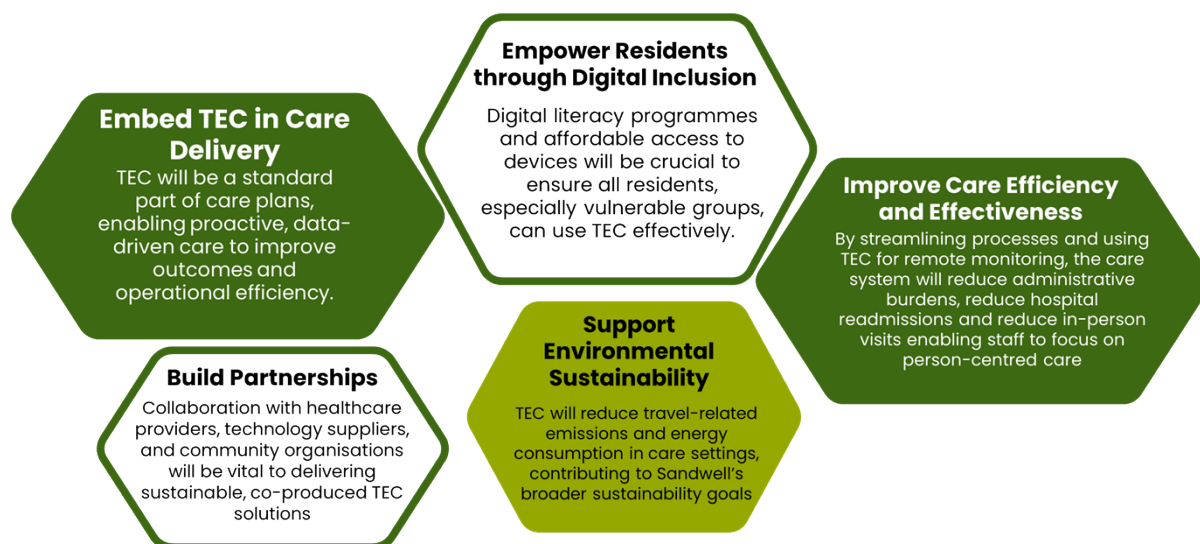 Embed TEC in Care
Delivery
TEC will be a standard
part of care plans,
enabling proactive, data-
driven care to improve
outcomes and
operational efficiency.
Empower Residents
through Digital Inclusion
Digital literacy programmes
and affordable access to
devices will be crucial to
ensure all residents,
especially vulnerable groups,
can use TEC effectively.
Improve Care Efficiency
and Effectiveness
By streamlining processes and using
TEC for remote monitoring, the care
system will reduce administrative
burdens, reduce hospital
readmissions and reduce in-person
visits enabling staff to focus on
person-centred care
Build Partnerships
Collaboration with healthcare
providers, technology suppliers,
and community organisations
will be vital to delivering
sustainable, co-produced TEC
solutions
Support
Environmental
Sustainability
TEC will reduce travel-related
emissions and energy
consumption in care settings,
contributing to Sandwell's
broader sustainability goals